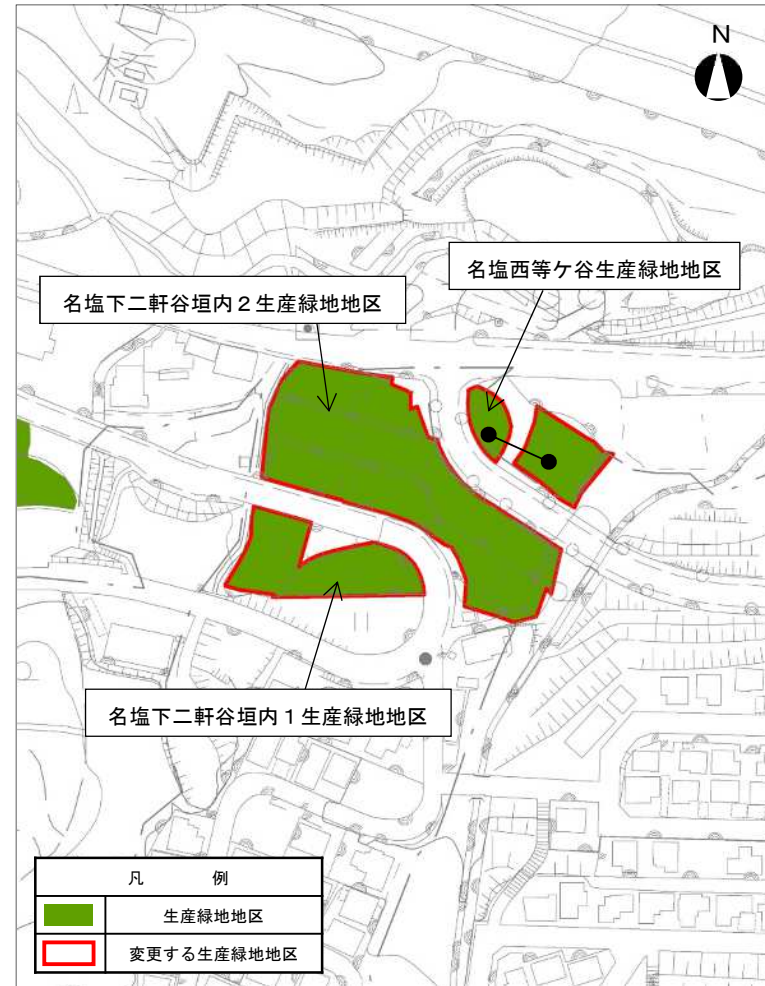 N
名塩西等ケ谷生産緑地地区
名塩下二軒谷垣内２生産緑地地区
名塩下二軒谷垣内１生産緑地地区
凡　例
生産緑地地区
変更する生産緑地地区